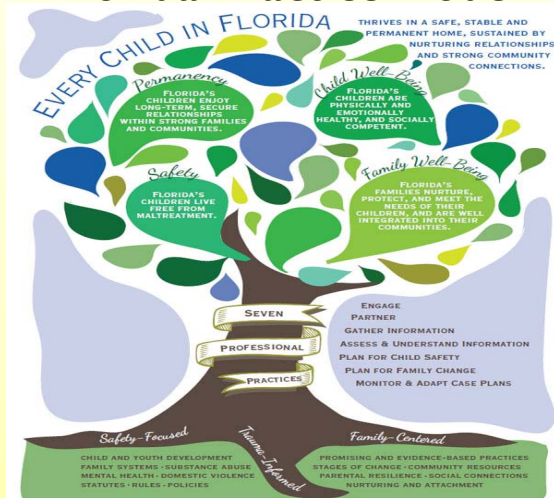 EVERY CHILD IN FLORIDA
THRIVES IN A SAFE, STABLE AND
PERMANENT HOME, SUSTAINED BY
NURTURING RELATIONSHIPS
AND STRONG COMMUNITY
CONNECTIONS.
Permanency
FLORIDA'S
CHILDREN ENJOY
LONG-TERM, SECURE
RELATIONSHIPS
WITHIN STRONG FAMILIES
AND COMMUNITIES.
Child Well-Being
FLORIDA'S
CHILDREN ARE
PHYSICALLY AND
EMOTIONALLY
HEALTHY, AND SOCIALLY
COMPETENT.
Safety
FLORIDA'S
CHILDREN LIVE
FREE FROM
MALTREATMENT.
Family Well-Being
FLORIDA'S
FAMILIES NURTURE,
PROTECT, AND MEET THE
NEEDS OF THEIR
CHILDREN, AND ARE WELL
INTEGRATED INTO THEIR
COMMUNITIES.
SEVEN
PROFESSIONAL
PRACTICES
ENGAGE
PARTNER
GATHER INFORMATION
ASSESS & UNDERSTAND INFORMATION
PLAN FOR CHILD SAFETY
PLAN FOR FAMILY CHANGE
MONITOR & ADAPT CASE PLANS
Safety-Focused
CHILD AND YOUTH DEVELOPMENT
FAMILY SYSTEMS · SUBSTANCE ABUSE
MENTAL HEALTH · DOMESTIC VIOLENCE
STATUTES · RULES · POLICIES
Trauma-Informed
Family-Centered
PROMISING AND EVIDENCE-BASED PRACTICES
STAGES OF CHANGE · COMMUNITY RESOURCES
PARENTAL RESILIENCE · SOCIAL CONNECTIONS
NURTURING AND ATTACHMENT